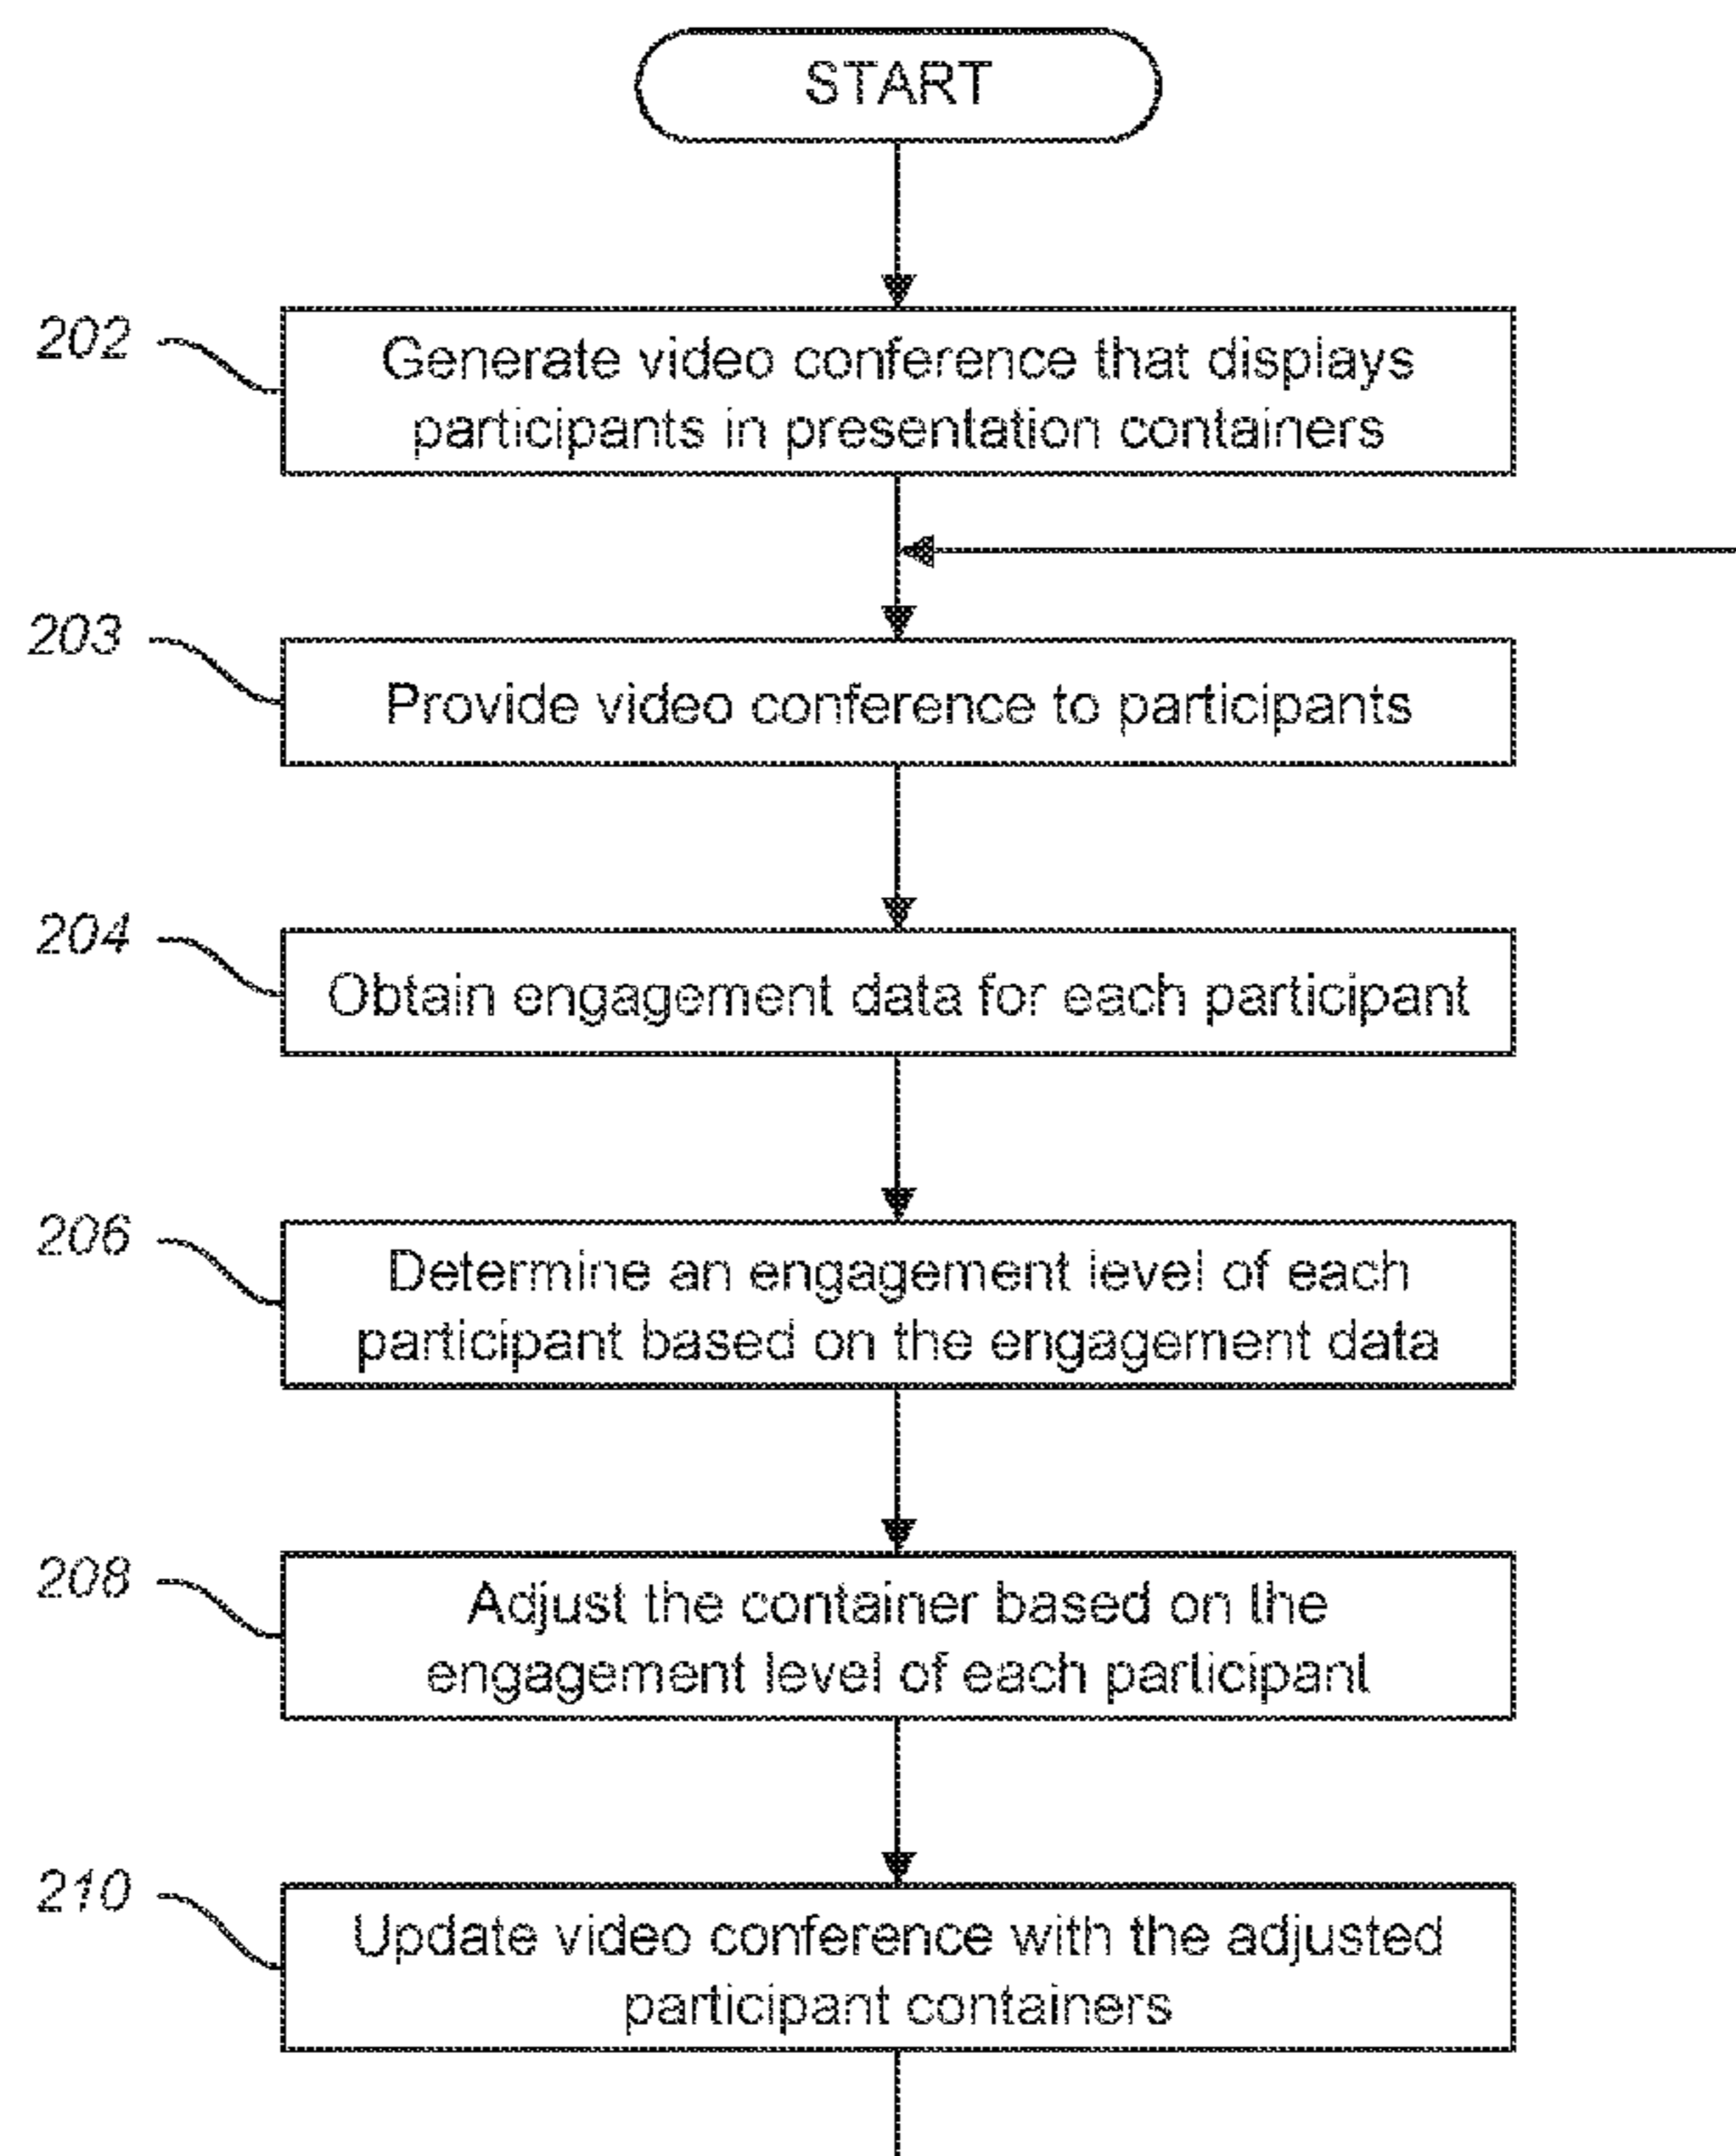 START
202
Generate video conference that displays
participants in presentation containers
203
Provide video conference to participants
204
Obtain engagement data for each participant
206
Determine an engagement level of each
participant based on the engagement data
208
Adjust the container based on the
engagement level of each participant
210
Update video conference with the adjusted
participant containers